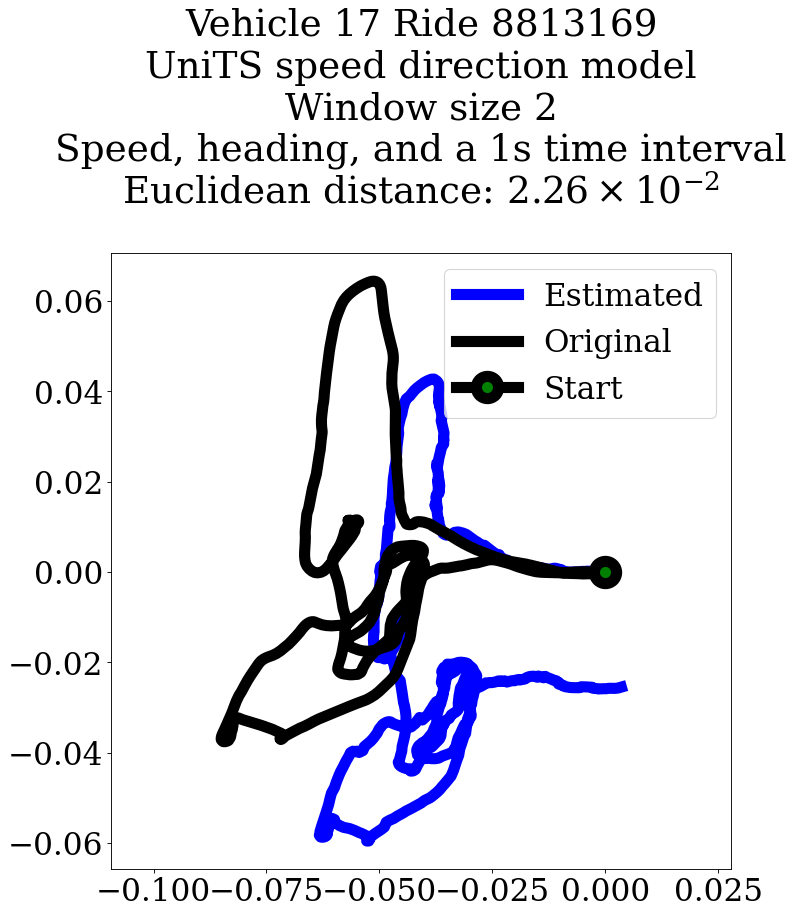 Vehicle 17 Ride 8813169
UniTS speed direction model
Window size 2
Speed, heading, and a 1s time interval
Euclidean distance: 2.26 × 10⁻²
Estimated
Original
Start
0.06
0.04
0.02
0.00
−0.02
−0.04
−0.06
−0.100 −0.075 −0.050 −0.025 0.000 0.025